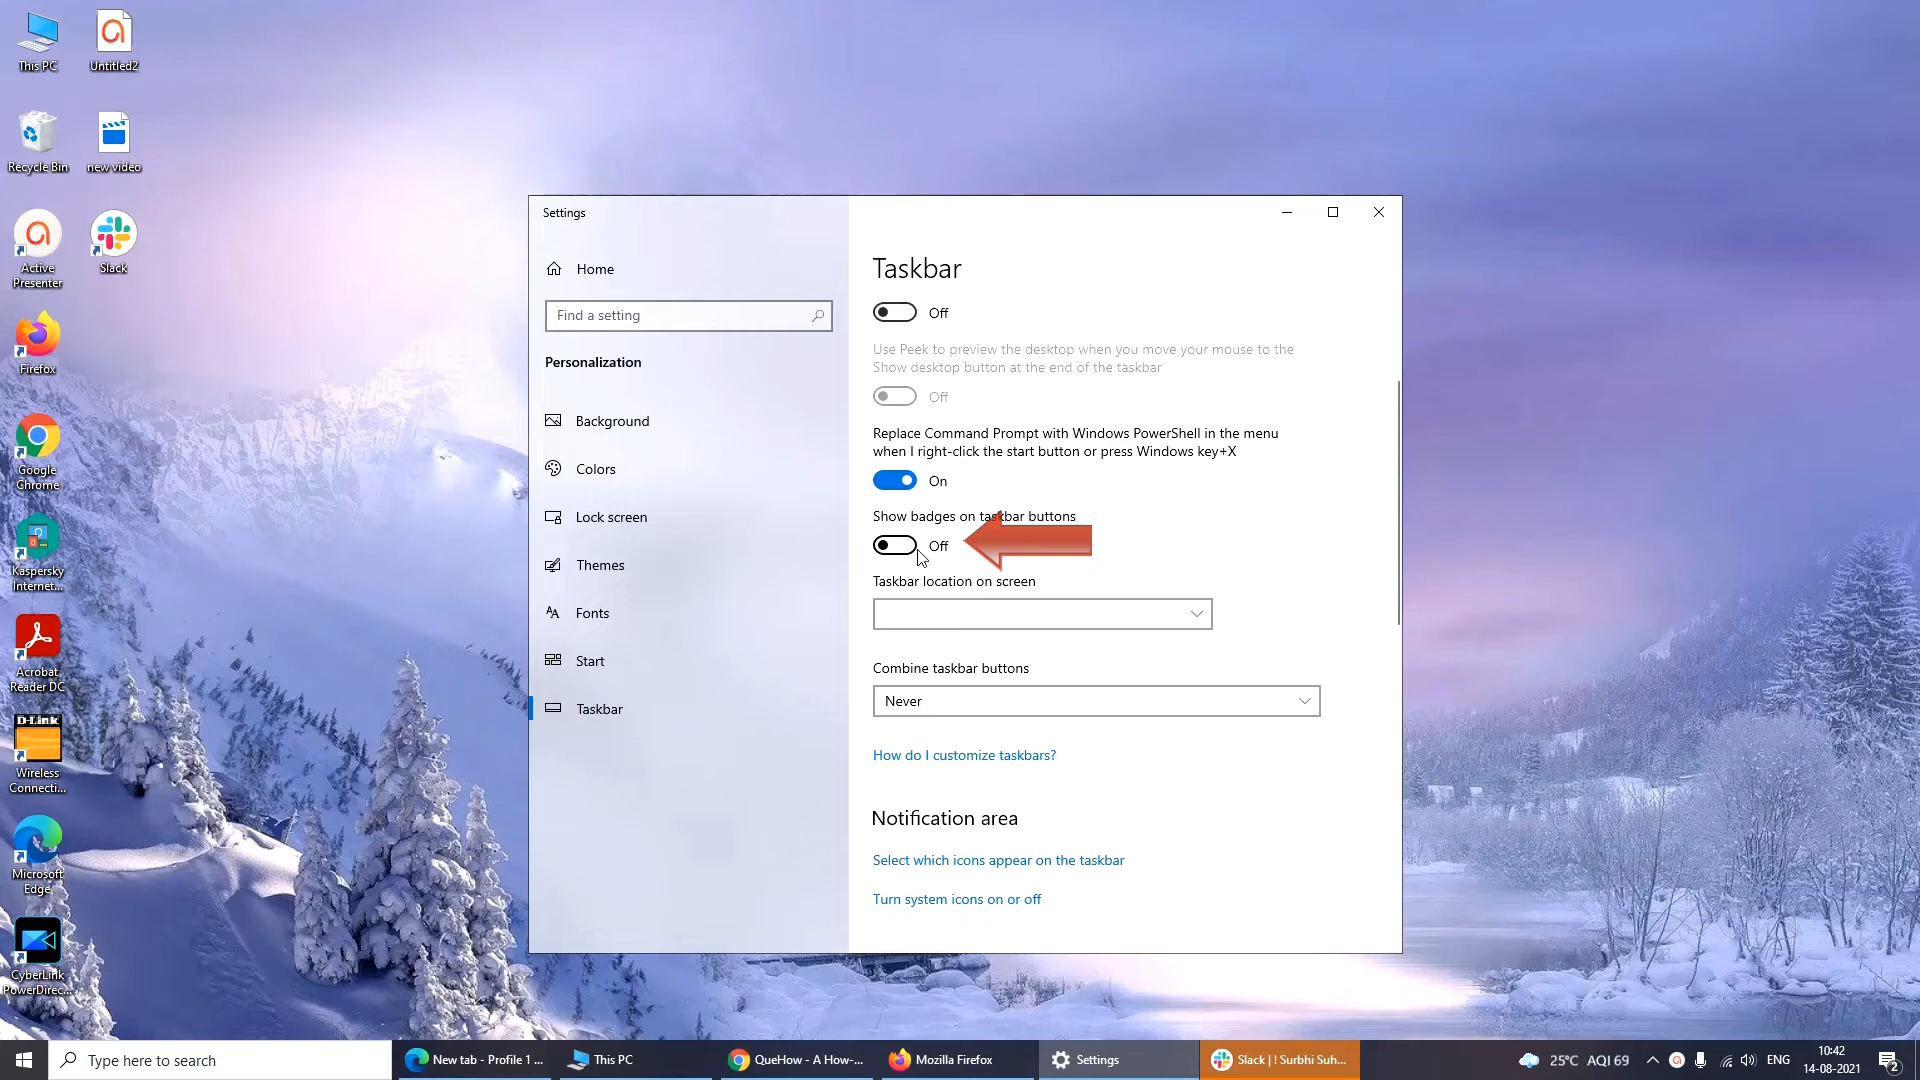 This PC
Untitled2
Recycle Bin
new video
Active
Presenter
Slack
Firefox
Google
Chrome
Kaspersky
Internet...
Acrobat
Reader DC
D-Link
Wireless
Connecti...
Microsoft
Edge
CyberLink
PowerDirec...
Settings
Home
Find a setting
Personalization
Background
Colors
Lock screen
Themes
Fonts
Start
Taskbar
Taskbar
Off
Use Peek to preview the desktop when you move your mouse to the
Show desktop button at the end of the taskbar
Off
Replace Command Prompt with Windows PowerShell in the menu
when I right-click the start button or press Windows key+X
On
Show badges on taskbar buttons
Off
Taskbar location on screen
Combine taskbar buttons
Never
How do I customize taskbars?
Notification area
Select which icons appear on the taskbar
Turn system icons on or off
Type here to search
New tab - Profile 1 ...
This PC
QueHow - A How-...
Mozilla Firefox
Settings
Slack | ! Surbhi Suh...
25°C AQI 69
ENG
10:42
14-08-2021
2